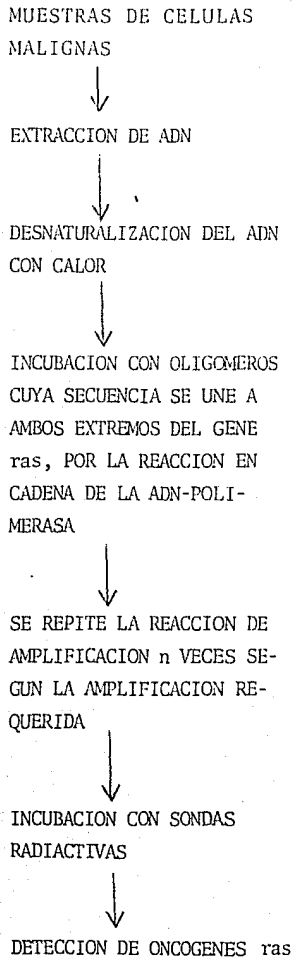 MUESTRAS DE CELULAS
MALIGNAS
EXTRACCION DE ADN
DESNATURALIZACION DEL ADN
CON CALOR
INCUBACION CON OLIGOMEROS
CUYA SECUENCIA SE UNE A
AMBOS EXTREMOS DEL GENE
ras, POR LA REACCION EN
CADENA DE LA ADN-POLI-
MERASA
SE REPITE LA REACCION DE
AMPLIFICACION n VECES SE-
GUN LA AMPLIFICACION RE-
QUERIDA
INCUBACION CON SONDAS
RADIACTIVAS
DETECCION DE ONCOGENES ras